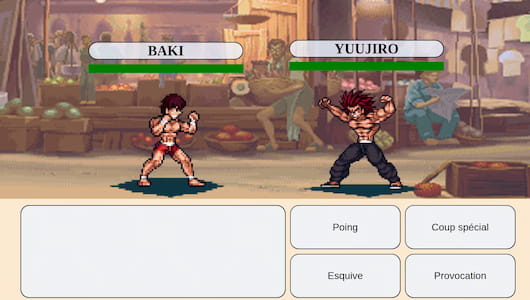 BAKI
YUUJIRO
Poing
Coup spécial
Esquive
Provocation